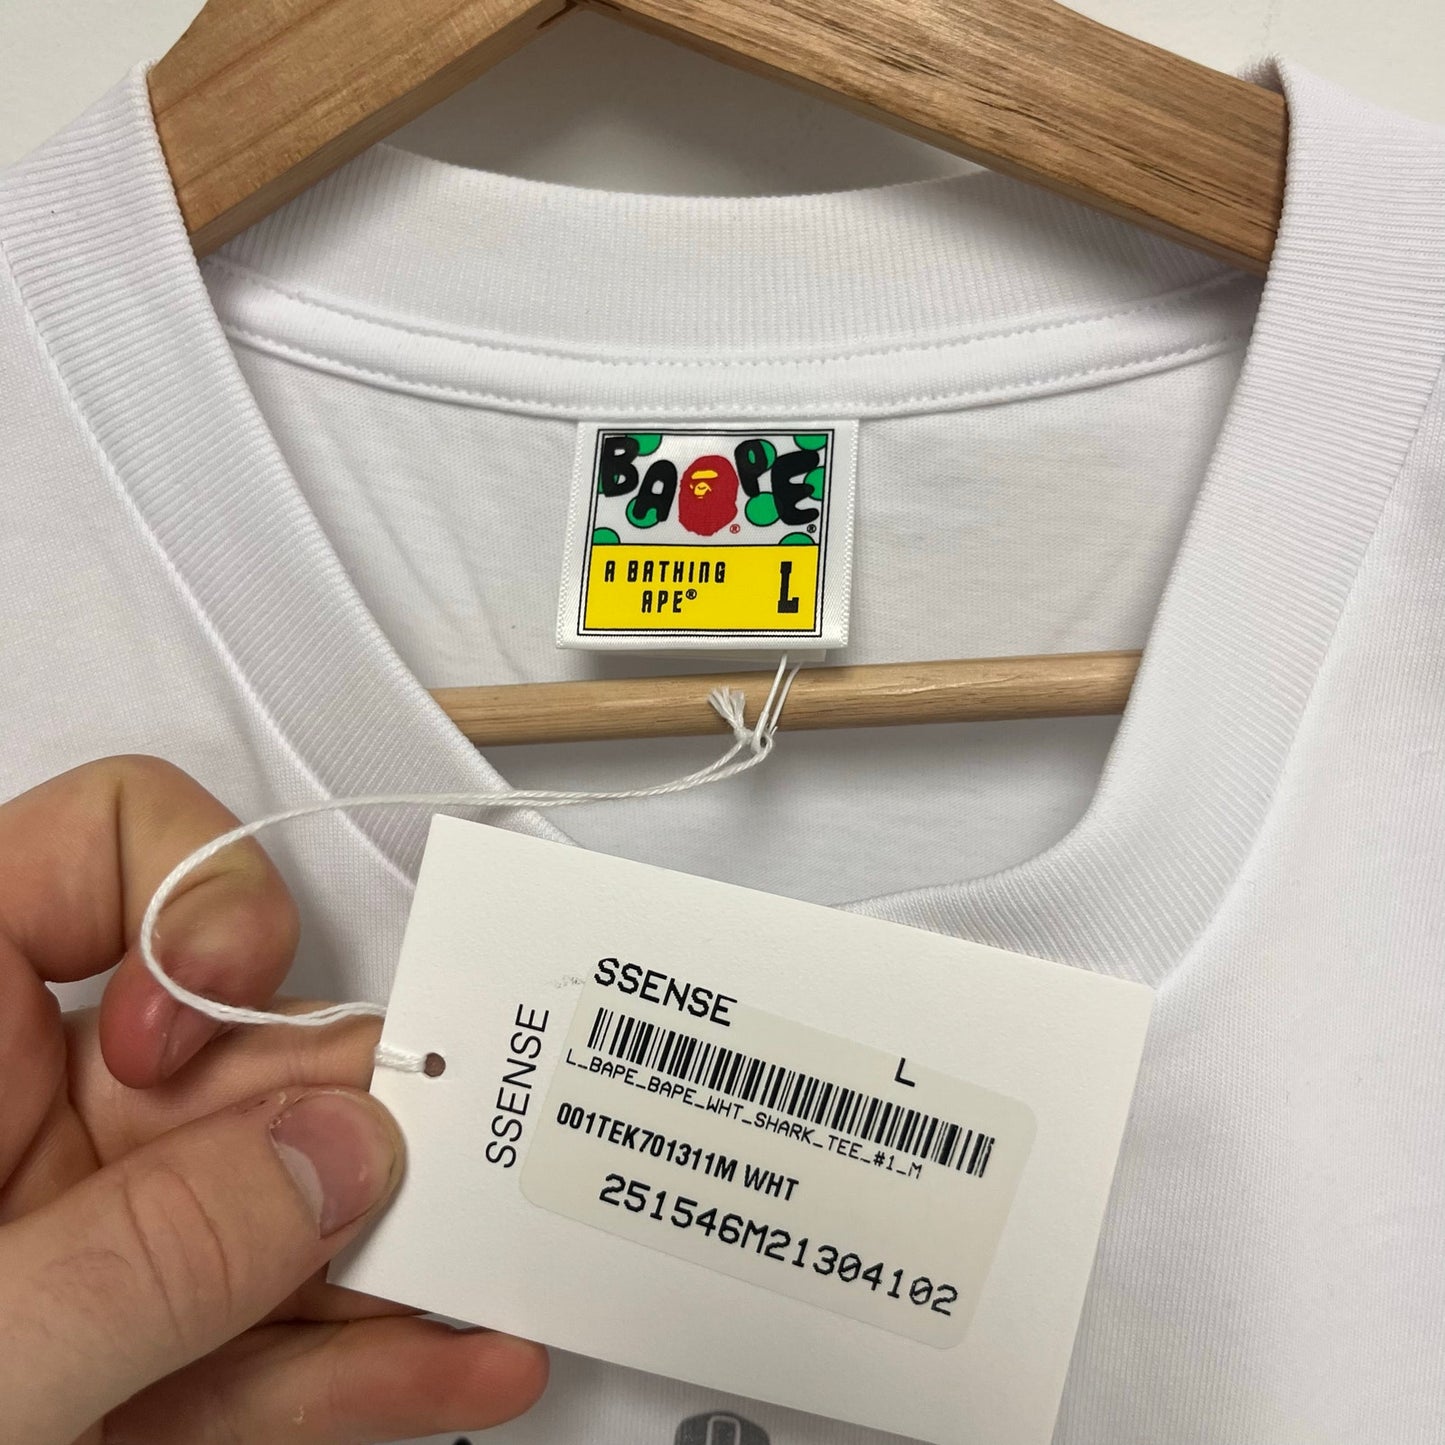 BAPE
A BATHING
APE® L
SSENSE
SSENSE
L
L_BAPE_BAPE_WHT_SHARK_TEE_#1_M
001TEK701311M WHT
251546M21304102